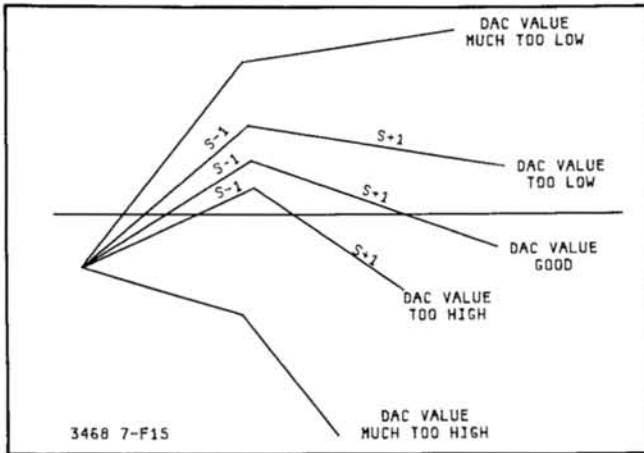 DAC VALUE
MUCH TOO LOW
S-1
S+1
S-1
DAC VALUE
TOO LOW
S-1
S+1
DAC VALUE
GOOD
S+1
DAC VALUE
TOO HIGH
DAC VALUE
MUCH TOO HIGH
3468 7-F15